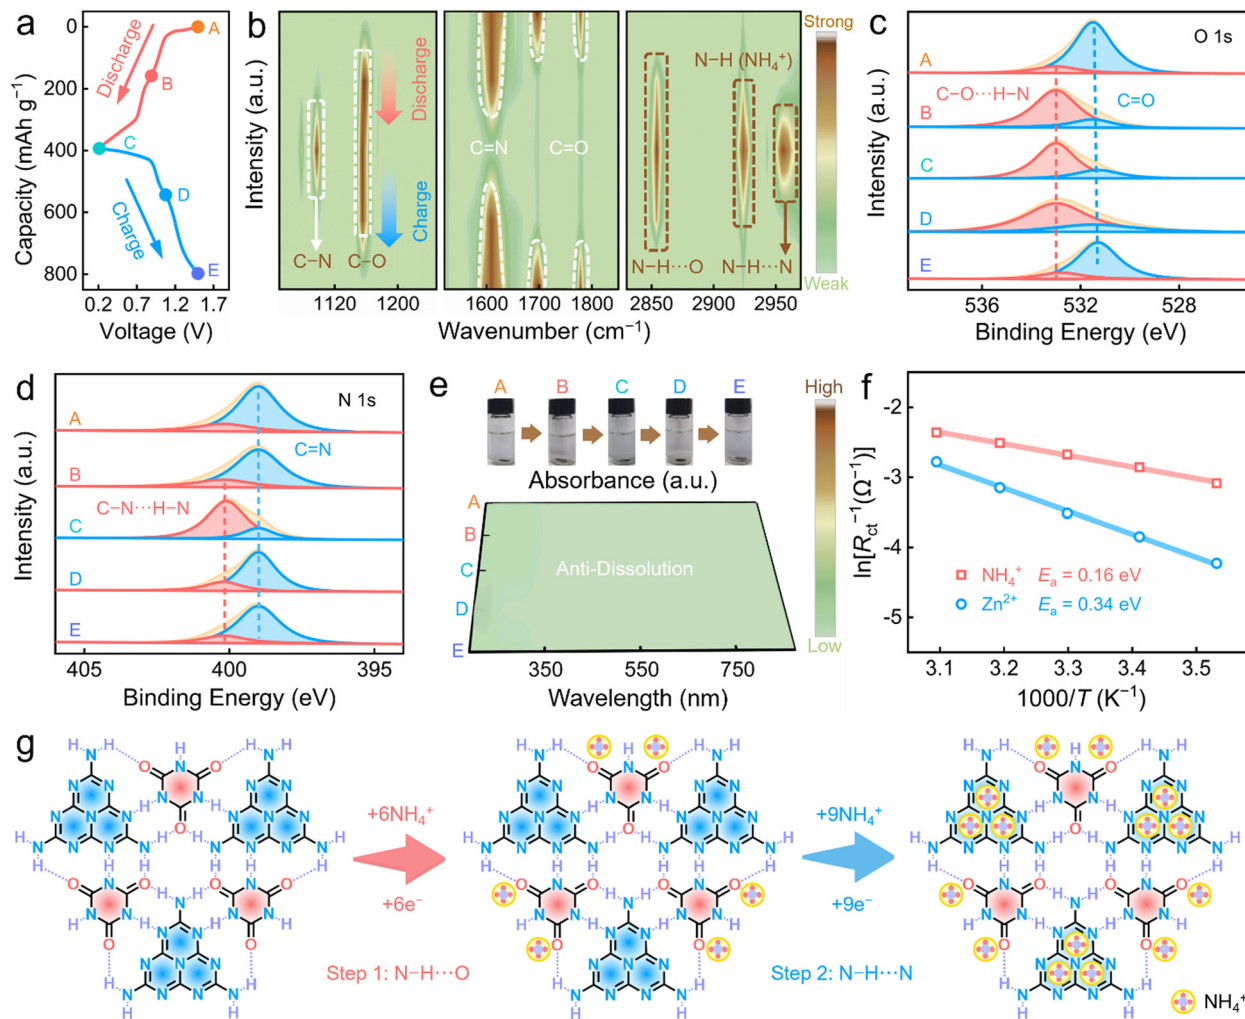 a
0
200
400
600
800
Capacity (mAh g⁻¹)
0.2
0.7
1.2
1.7
Voltage (V)
Discharge
Charge
A
B
C
D
E
b
Intensity (a.u.)
C−N
C−O
Discharge
Charge
C=N
C=O
N−H (NH₄⁺)
N−H···O
N−H···N
1120
1200
1600
1700
1800
2850
2900
2950
Wavenumber (cm⁻¹)
Strong
Weak
c
O 1s
Intensity (a.u.)
A
B
C
D
E
C−O···H−N
C=O
536
532
528
Binding Energy (eV)
d
N 1s
Intensity (a.u.)
A
B
C
D
E
C=N
C−N···H−N
405
400
395
Binding Energy (eV)
e
A
B
C
D
E
Absorbance (a.u.)
A
B
C
D
E
Anti-Dissolution
350
550
750
Wavelength (nm)
High
Low
f
ln[Rct⁻¹(Ω⁻¹)]
-2
-3
-4
-5
NH₄⁺ Eₐ = 0.16 eV
Zn²⁺ Eₐ = 0.34 eV
3.1
3.2
3.3
3.4
3.5
1000/T (K⁻¹)
g
+6NH₄⁺
+6e⁻
Step 1: N−H···O
+9NH₄⁺
+9e⁻
Step 2: N−H···N
NH₄⁺